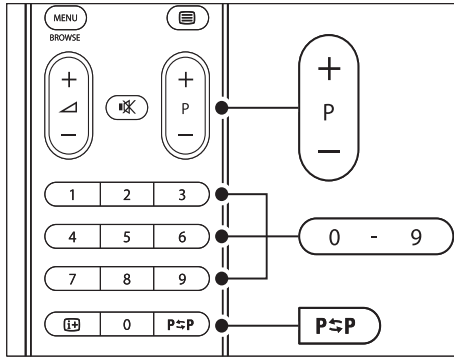 MENU
BROWSE
+ +
P
− −
1 2 3
4 5 6
7 8 9
i+ 0 P⇆P
+
P
−
0 - 9
P⇆P